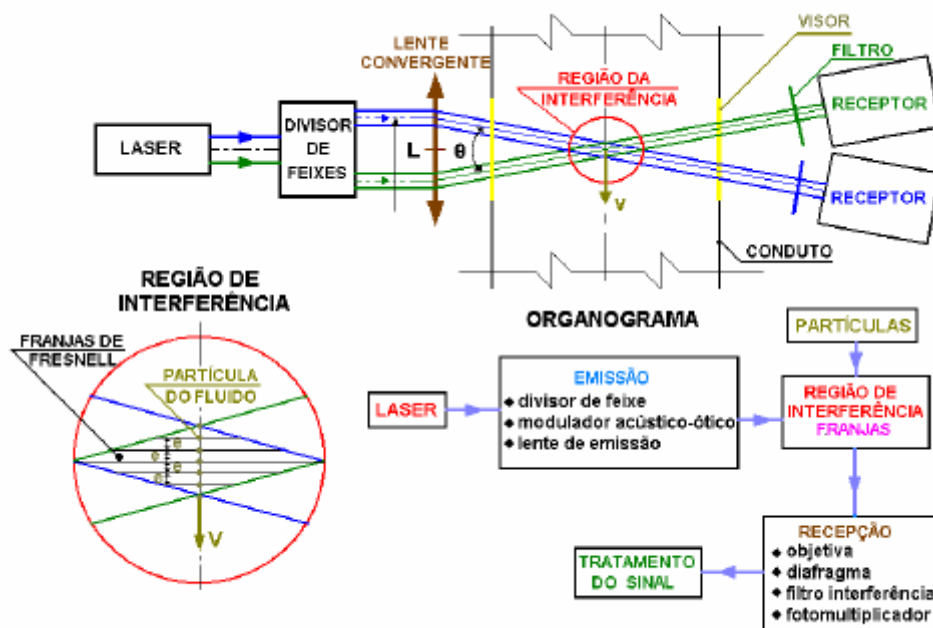 LENTE
CONVERGENTE
VISOR
FILTRO
REGIÃO DA
INTERFERÊNCIA
RECEPTOR
LASER
DIVISOR
DE
FEIXES
L
θ
V
RECEPTOR
CONDUTO
REGIÃO DE
INTERFERÊNCIA
FRANJAS DE
FRESNELL
PARTÍCULA
DO FLUIDO
e
e
e
V
ORGANOGRAMA
PARTÍCULAS
LASER
EMISSÃO
♦ divisor de feixe
♦ modulador acústico-ótico
♦ lente de emissão
REGIÃO DE
INTERFERÊNCIA
FRANJAS
RECEPÇÃO
♦ objetiva
♦ diafragma
♦ filtro interferência
♦ fotomultiplicador
TRATAMENTO
DO SINAL